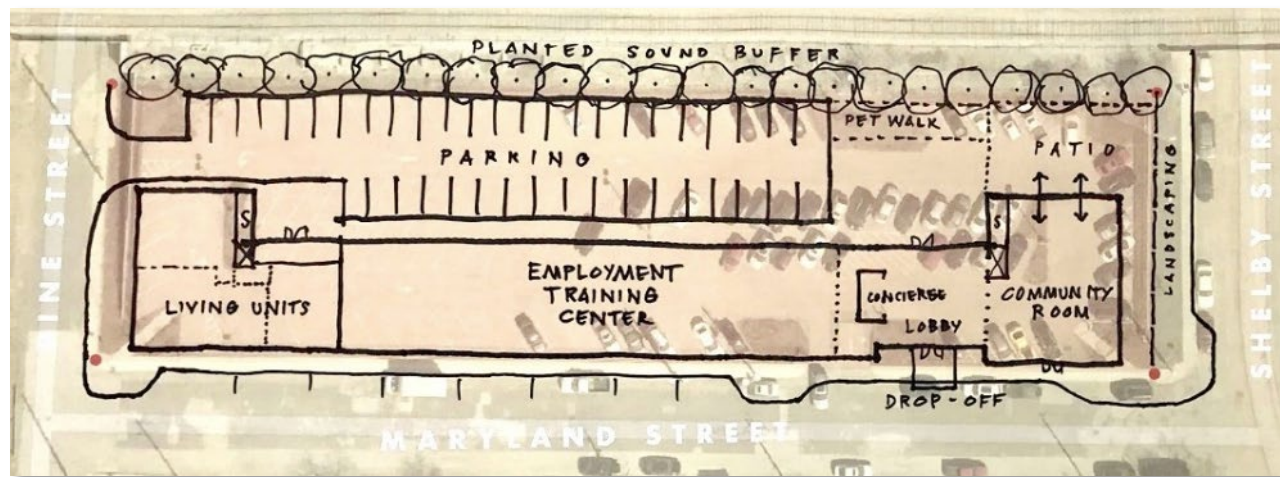 PLANTED SOUND BUFFER
PET WALK
PARKING
PATIO
LANDSCAPING
S
S
EMPLOYMENT
TRAINING
CENTER
LIVING UNITS
CONCIERGE
LOBBY
COMMUNITY
ROOM
DROP-OFF
INE STREET
SHELBY STREET
MARYLAND STREET